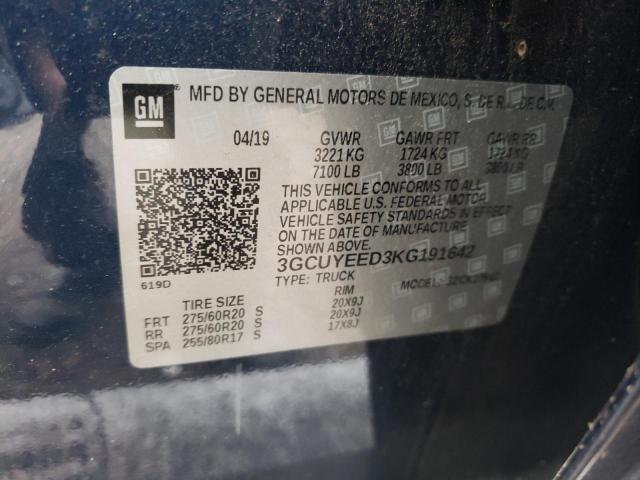 GM
MFD BY GENERAL MOTORS DE MEXICO, S. DE R. DE C.V.
04/19 GVWR GAWR FRT GAWR RR
3221 KG 1724 KG 1724 KG
7100 LB 3800 LB 3800 LB
THIS VEHICLE CONFORMS TO ALL
APPLICABLE U.S. FEDERAL MOTOR
VEHICLE SAFETY STANDARDS IN EFFECT
ON THE DATE OF MANUFACTURE
SHOWN ABOVE.
3GCUYEED3KG191642
TYPE: TRUCK MODEL:
619D
TIRE SIZE RIM
FRT 275/60R20 S 20X9J
RR 275/60R20 S 20X9J
SPA 255/80R17 S 17X8J